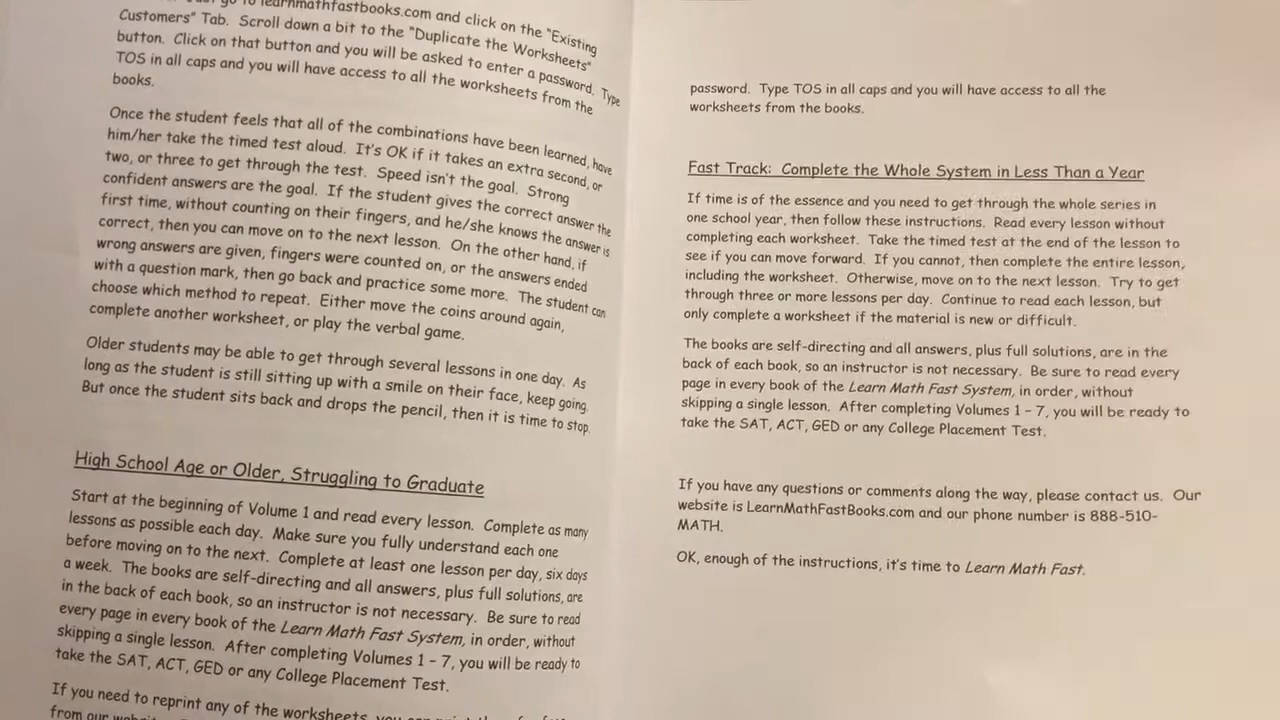 go to learnmathfastbooks.com and click on the "Existing
Customers" Tab. Scroll down a bit to the "Duplicate the Worksheets"
button. Click on that button and you will be asked to enter a password. Type
TOS in all caps and you will have access to all the worksheets from the
books.
Once the student feels that all of the combinations have been learned, have
him/her take the timed test aloud. It's OK if it takes an extra second, or
two, or three to get through the test. Speed isn't the goal. Strong
confident answers are the goal. If the student gives the correct answer the
first time, without counting on their fingers, and he/she knows the answer is
correct, then you can move on to the next lesson. On the other hand, if
wrong answers are given, fingers were counted on, or the answers ended
with a question mark, then go back and practice some more. The student can
choose which method to repeat. Either move the coins around again,
complete another worksheet, or play the verbal game.
Older students may be able to get through several lessons in one day. As
long as the student is still sitting up with a smile on their face, keep going.
But once the student sits back and drops the pencil, then it is time to stop.
High School Age or Older, Struggling to Graduate
Start at the beginning of Volume 1 and read every lesson. Complete as many
lessons as possible each day. Make sure you fully understand each one
before moving on to the next. Complete at least one lesson per day, six days
a week. The books are self-directing and all answers, plus full solutions, are
in the back of each book, so an instructor is not necessary. Be sure to read
every page in every book of the Learn Math Fast System, in order, without
skipping a single lesson. After completing Volumes 1 - 7, you will be ready to
take the SAT, ACT, GED or any College Placement Test.
If you need to reprint any of the worksheets, you can print
from our
password. Type TOS in all caps and you will have access to all the
worksheets from the books.
Fast Track: Complete the Whole System in Less Than a Year
If time is of the essence and you need to get through the whole series in
one school year, then follow these instructions. Read every lesson without
completing each worksheet. Take the timed test at the end of the lesson to
see if you can move forward. If you cannot, then complete the entire lesson,
including the worksheet. Otherwise, move on to the next lesson. Try to get
through three or more lessons per day. Continue to read each lesson, but
only complete a worksheet if the material is new or difficult.
The books are self-directing and all answers, plus full solutions, are in the
back of each book, so an instructor is not necessary. Be sure to read every
page in every book of the Learn Math Fast System, in order, without
skipping a single lesson. After completing Volumes 1 - 7, you will be ready to
take the SAT, ACT, GED or any College Placement Test.
If you have any questions or comments along the way, please contact us. Our
website is LearnMathFastBooks.com and our phone number is 888-510-
MATH.
OK, enough of the instructions, it's time to Learn Math Fast.